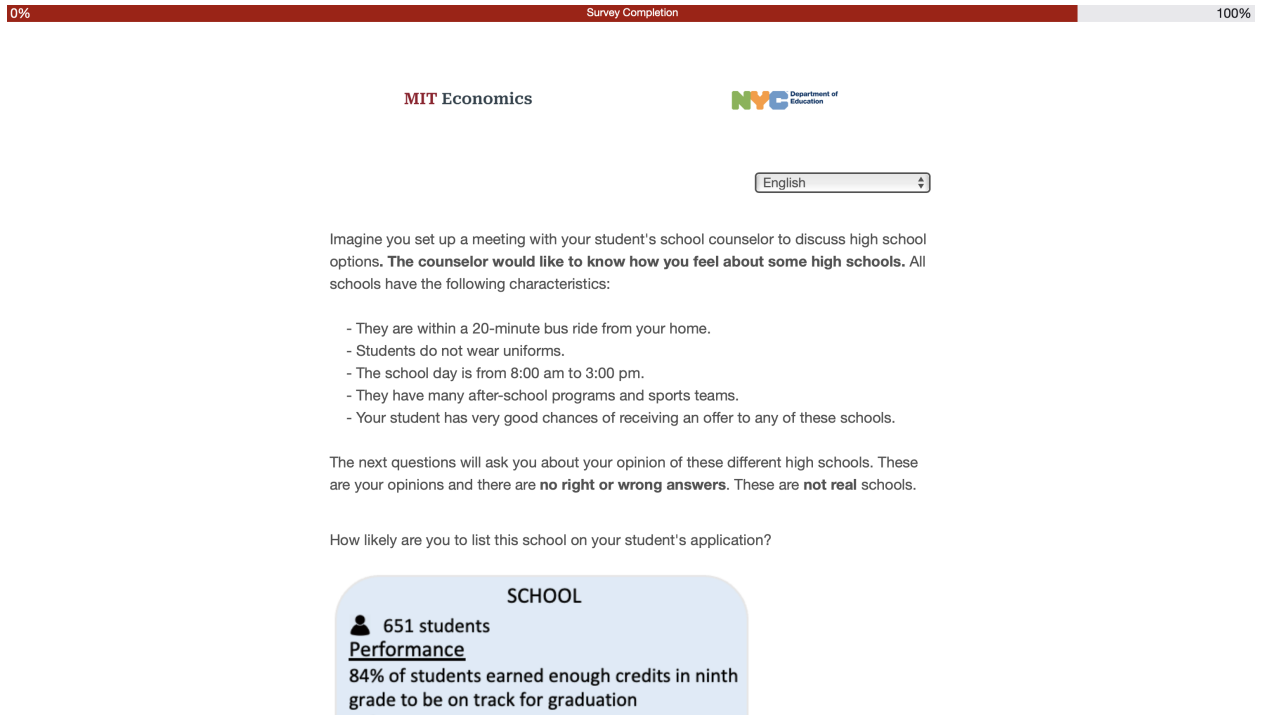 0% Survey Completion 100%
MIT Economics
NYC Department of
Education
English
Imagine you set up a meeting with your student's school counselor to discuss high school
options. The counselor would like to know how you feel about some high schools. All
schools have the following characteristics:
- They are within a 20-minute bus ride from your home.
- Students do not wear uniforms.
- The school day is from 8:00 am to 3:00 pm.
- They have many after-school programs and sports teams.
- Your student has very good chances of receiving an offer to any of these schools.
The next questions will ask you about your opinion of these different high schools. These
are your opinions and there are no right or wrong answers. These are not real schools.
How likely are you to list this school on your student's application?
SCHOOL
651 students
Performance
84% of students earned enough credits in ninth
grade to be on track for graduation